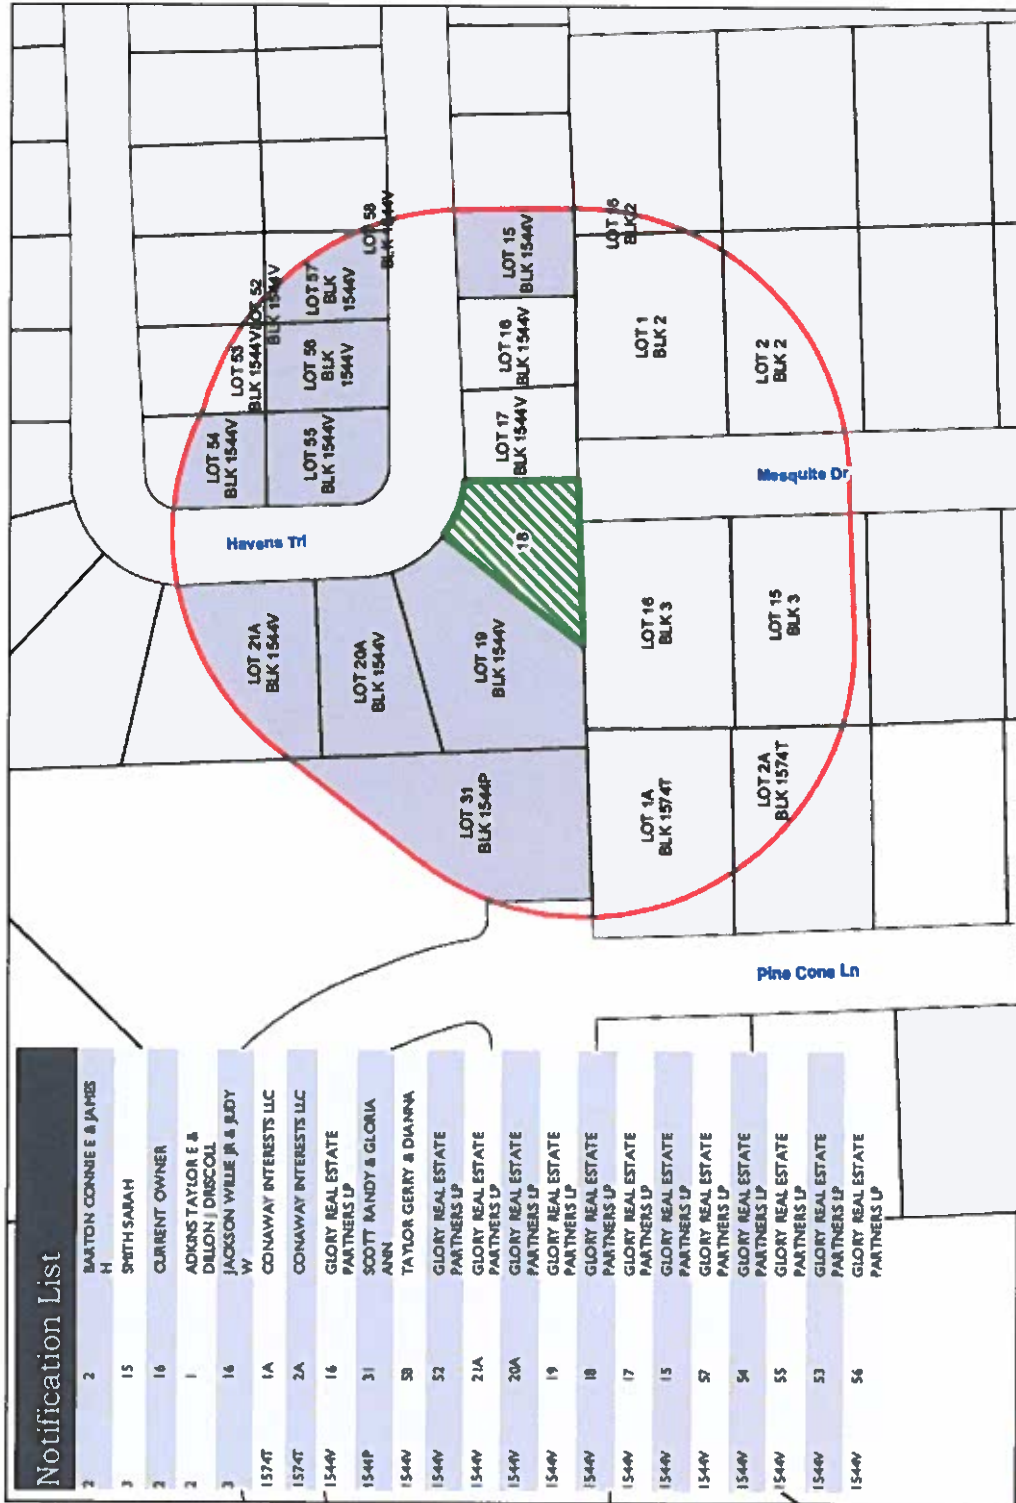 Notification List
2 2 BARTON CONNIE E & JAMES
H
3 15 SMITH SARAH
2 16 CURRENT OWNER
2 1 ADKINS TAYLOR E &
DILLON J DRISCOLL
3 16 JACKSON WILLIE JR & JUDY
W
1574T 1A CONAWAY INTERESTS LLC
1574T 2A CONAWAY INTERESTS LLC
1544V 16 GLORY REAL ESTATE
PARTNERS LP
1544P 31 SCOTT RANDY & GLORIA
ANN
1544V 58 TAYLOR GERRY & DIANNA
1544V 52 GLORY REAL ESTATE
PARTNERS LP
1544V 21A GLORY REAL ESTATE
PARTNERS LP
1544V 20A GLORY REAL ESTATE
PARTNERS LP
1544V 19 GLORY REAL ESTATE
PARTNERS LP
1544V 18 GLORY REAL ESTATE
PARTNERS LP
1544V 17 GLORY REAL ESTATE
PARTNERS LP
1544V 15 GLORY REAL ESTATE
PARTNERS LP
1544V 57 GLORY REAL ESTATE
PARTNERS LP
1544V 54 GLORY REAL ESTATE
PARTNERS LP
1544V 55 GLORY REAL ESTATE
PARTNERS LP
1544V 53 GLORY REAL ESTATE
PARTNERS LP
1544V 56 GLORY REAL ESTATE
PARTNERS LP
LOT 21A
BLK 1544V
LOT 20A
BLK 1544V
LOT 19
BLK 1544V
LOT 31
BLK 1544P
Havens Trl
LOT 54
BLK 1544V
LOT 55
BLK 1544V
LOT 53
BLK 1544V
LOT 52
BLK 1544V
LOT 56
BLK
1544V
LOT 57
BLK
1544V
LOT 58
BLK 1544V
18
LOT 17
BLK 1544V
LOT 16
BLK 1544V
LOT 15
BLK 1544V
LOT 16
BLK 2
LOT 1
BLK 2
LOT 2
BLK 2
Mesquite Dr
LOT 16
BLK 3
LOT 15
BLK 3
LOT 1A
BLK 1574T
LOT 2A
BLK 1574T
Pine Cone Ln